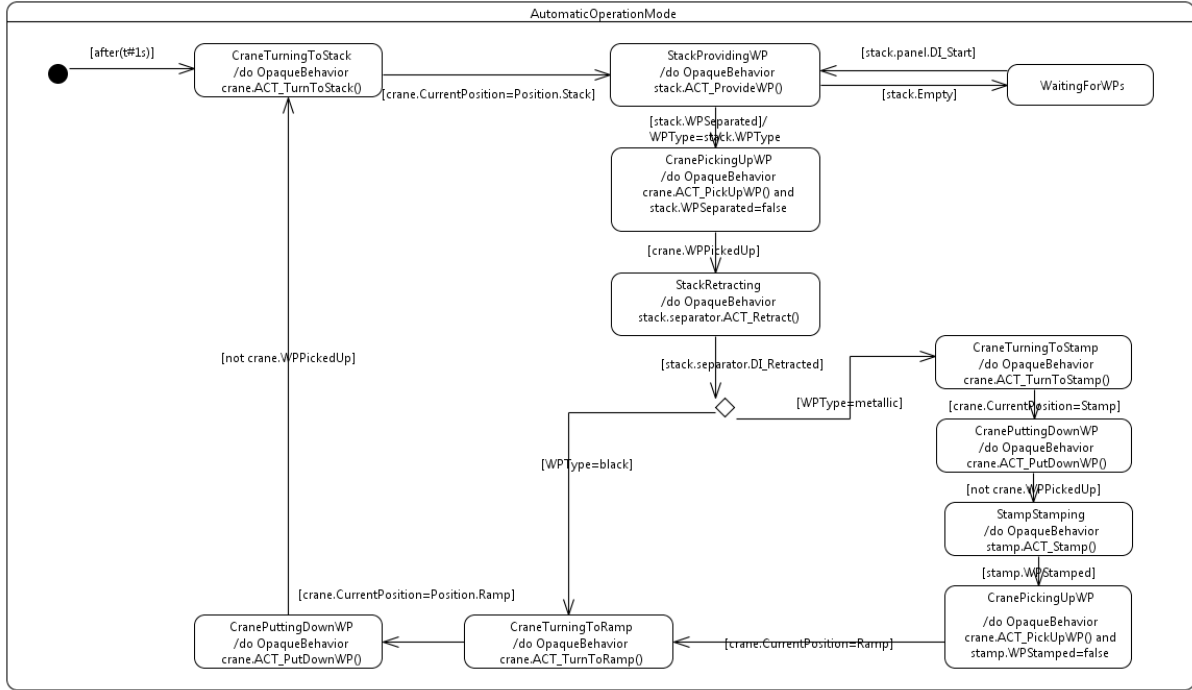 AutomaticOperationMode
[after(t#1s)]
CraneTurningToStack
/do OpaqueBehavior
crane.ACT_TurnToStack()
[crane.CurrentPosition=Position.Stack]
StackProvidingWP
/do OpaqueBehavior
stack.ACT_ProvideWP()
[stack.panel.DI_Start]
[stack.Empty]
WaitingForWPs
[stack.WPSeparated]/
WPType=stack.WPType
CranePickingUpWP
/do OpaqueBehavior
crane.ACT_PickUpWP() and
stack.WPSeparated=false
[crane.WPPickedUp]
StackRetracting
/do OpaqueBehavior
stack.separator.ACT_Retract()
[stack.separator.DI_Retracted]
[not crane.WPPickedUp]
[WPType=metallic]
[WPType=black]
CraneTurningToStamp
/do OpaqueBehavior
crane.ACT_TurnToStamp()
[crane.CurrentPosition=Stamp]
CranePuttingDownWP
/do OpaqueBehavior
crane.ACT_PutDownWP()
[not crane.WPPickedUp]
StampStamping
/do OpaqueBehavior
stamp.ACT_Stamp()
[stamp.WPStamped]
CranePickingUpWP
/do OpaqueBehavior
crane.ACT_PickUpWP() and
stamp.WPStamped=false
[crane.CurrentPosition=Ramp]
CraneTurningToRamp
/do OpaqueBehavior
crane.ACT_TurnToRamp()
[crane.CurrentPosition=Position.Ramp]
CranePuttingDownWP
/do OpaqueBehavior
crane.ACT_PutDownWP()